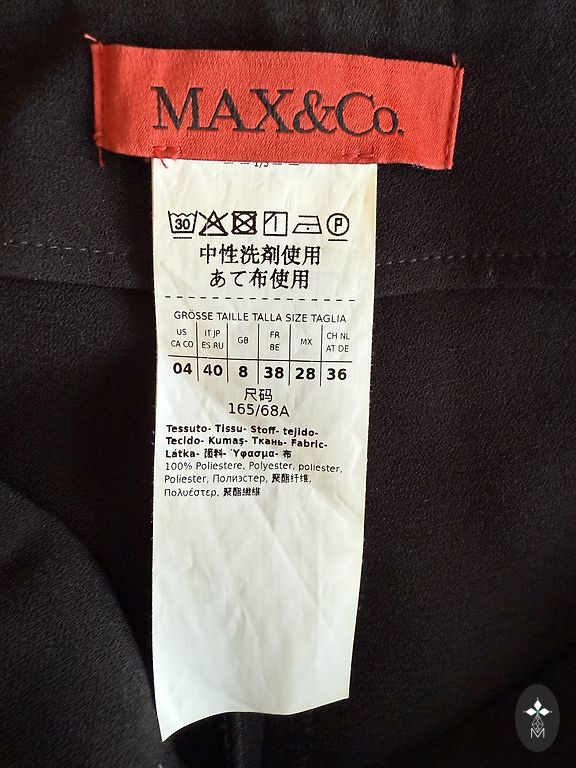 MAX&Co.
1/3
30 P
中性洗剤使用
あて布使用
GRÖSSE TAILLE TALLA SIZE TAGLIA
US CA CO IT JP ES RU GB FR BE MX CH NL AT DE
04 40 8 38 28 36
尺码
165/68A
Tessuto- Tissu- Stoff- tejido-
Tecido- Kumaş- Ткань- Fabric-
Látka- 面料- Ύφασμα- 布
100% Poliestere, Polyester, poliester,
Poliester, Полиэстер, 聚酯纤维,
Πολυέστερ, 聚酯纖維
M